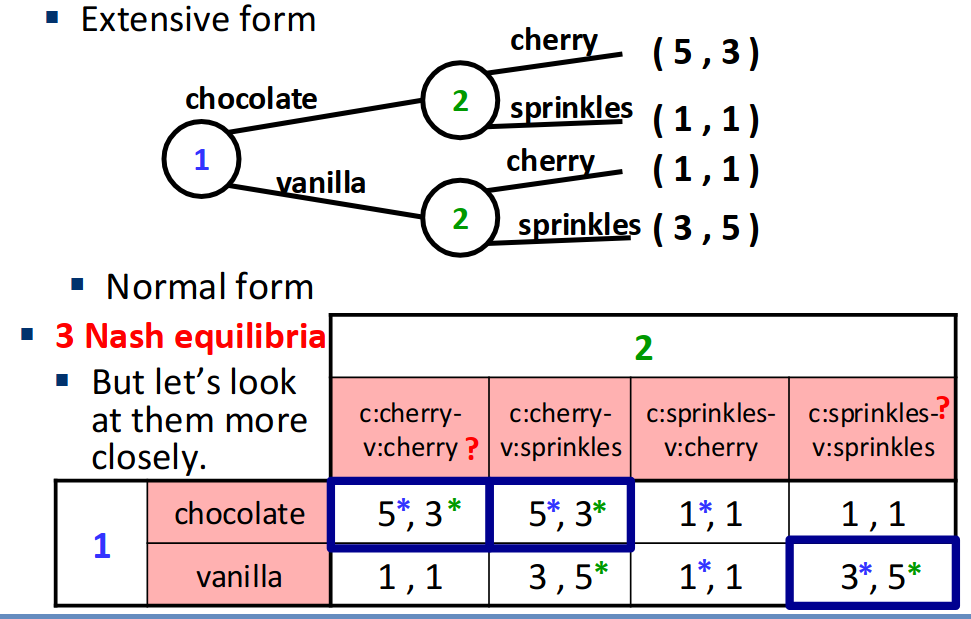 Extensive form
cherry
( 5 , 3 )
chocolate
2
sprinkles
( 1 , 1 )
1
cherry
( 1 , 1 )
vanilla
2
sprinkles
( 3 , 5 )
Normal form
3 Nash equilibria
But let's look
at them more
closely.
2
c:cherry-
v:cherry ?
c:cherry-
v:sprinkles
c:sprinkles-
v:cherry
c:sprinkles-?
v:sprinkles
1
chocolate
5*, 3*
5*, 3*
1*, 1
1 , 1
vanilla
1 , 1
3 , 5*
1*, 1
3*, 5*